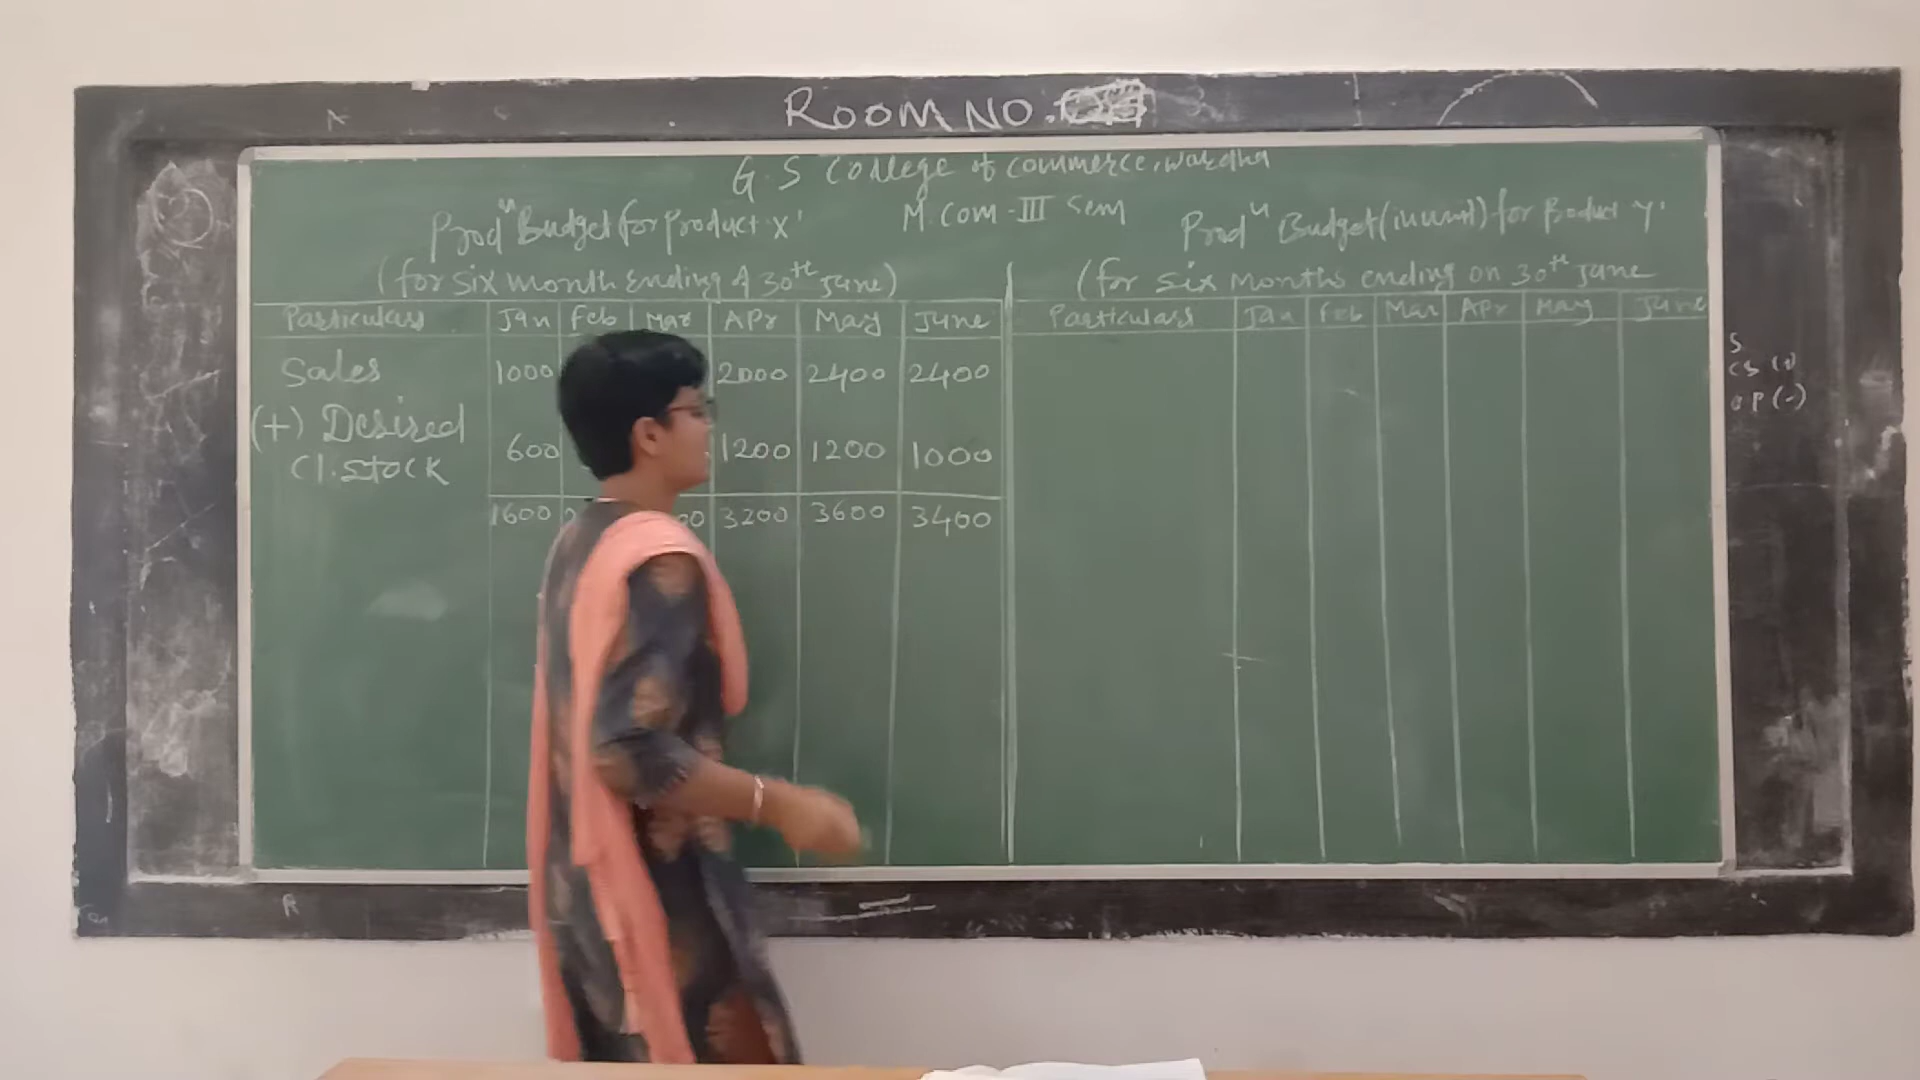 ROOM NO.
G.S College of commerce, wardha
M.Com-III Sem
Prodⁿ Budget for Product 'X'
(for six month Ending of 30th June)
Particulars Jan Feb Mar APr May June
Sales 1000 2000 2400 2400
(+) Desired
Cl.stock 600 1200 1200 1000
1600 3200 3600 3400
Prodⁿ Budget (in unit) for Product 'Y'
(for six months ending on 30th June
Particulars Jan Feb Mar APr May June
S
CS (+)
OP (-)
R